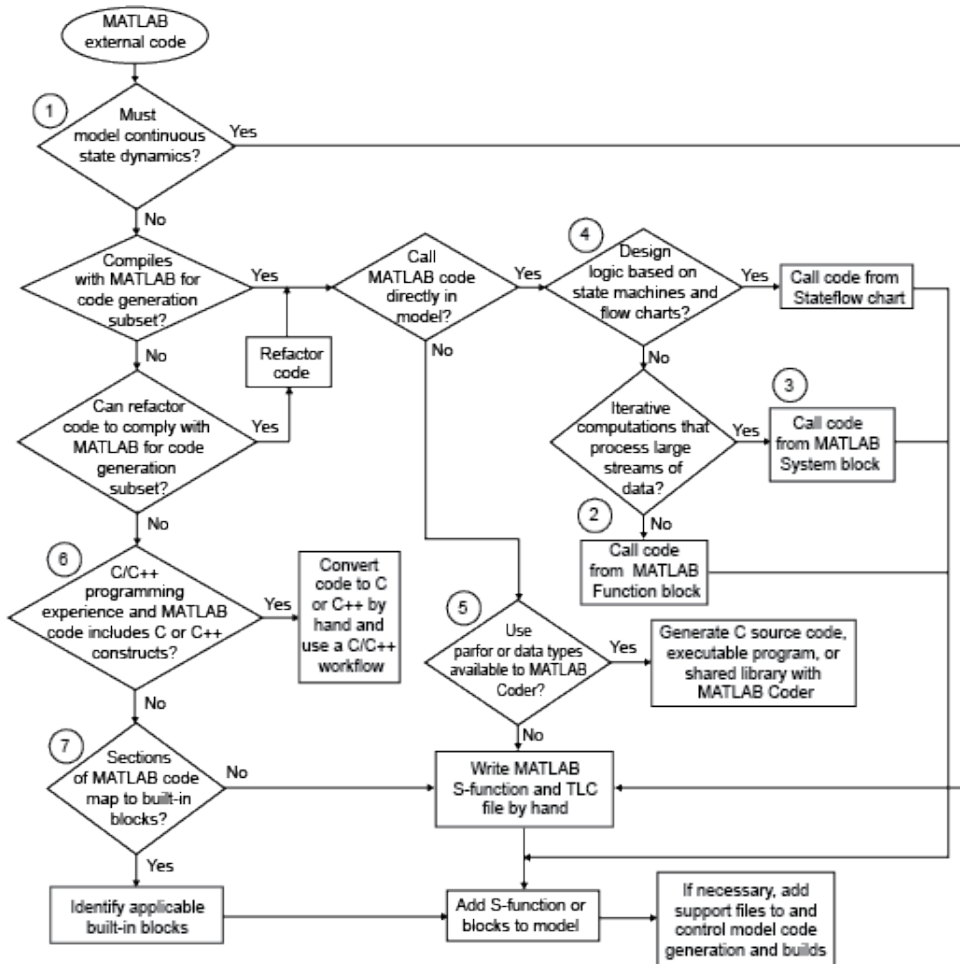 MATLAB
external code
1
Must
model continuous
state dynamics?
Yes
No
Compiles
with MATLAB for
code generation
subset?
Yes
No
Refactor
code
Can refactor
code to comply with
MATLAB for code
generation
subset?
Yes
No
Call
MATLAB code
directly in
model?
Yes
No
4
Design
logic based on
state machines and
flow charts?
Yes
Call code from
Stateflow chart
No
Iterative
computations that
process large
streams of
data?
Yes
3
Call code
from MATLAB
System block
No
2
Call code
from MATLAB
Function block
6
C/C++
programming
experience and MATLAB
code includes C or C++
constructs?
Yes
Convert
code to C
or C++ by
hand and
use a C/C++
workflow
No
5
Use
parfor or data types
available to MATLAB
Coder?
Yes
Generate C source code,
executable program, or
shared library with
MATLAB Coder
No
7
Sections
of MATLAB code
map to built-in
blocks?
No
Write MATLAB
S-function and TLC
file by hand
Yes
Identify applicable
built-in blocks
Add S-function or
blocks to model
If necessary, add
support files to and
control model code
generation and builds